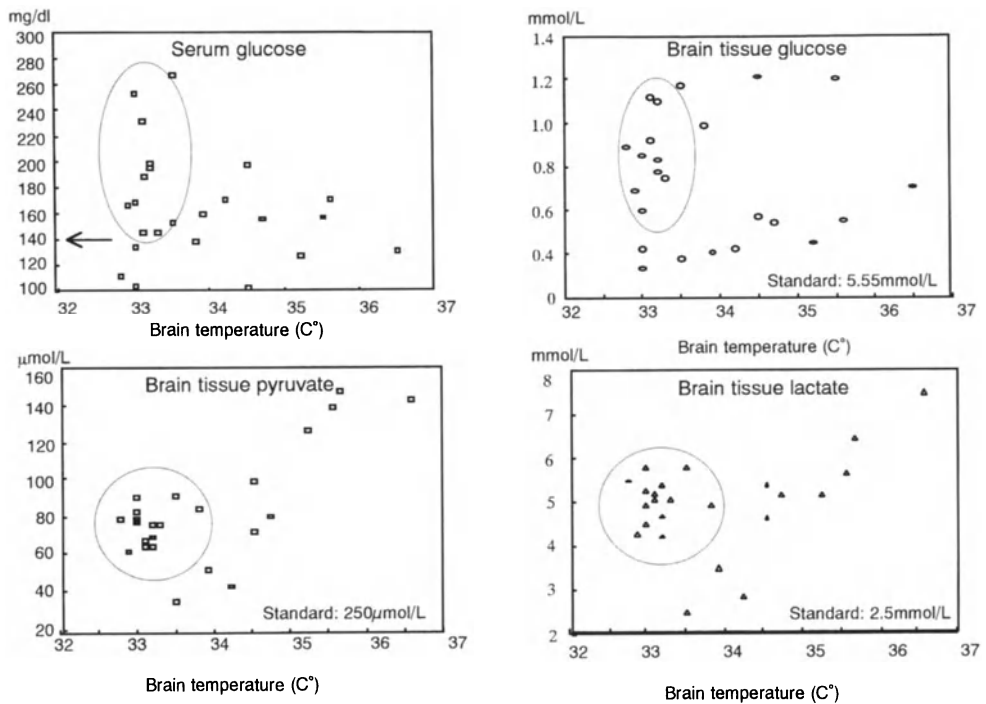 mg/dl
300
Serum glucose
280
260
240
220
200
180
160
140
120
100
32 33 34 35 36 37
Brain temperature (C°)
mmol/L
1.4
Brain tissue glucose
1.2
1.0
0.8
0.6
0.4
Standard: 5.55mmol/L
0
32 33 34 35 36 37
Brain temperature (C°)
μmol/L
160
Brain tissue pyruvate
140
120
100
80
60
40
Standard: 250μmol/L
20
32 33 34 35 36 37
Brain temperature (C°)
mmol/L
8
Brain tissue lactate
7
6
5
4
3
Standard: 2.5mmol/L
2
32 33 34 35 36 37
Brain temperature (C°)